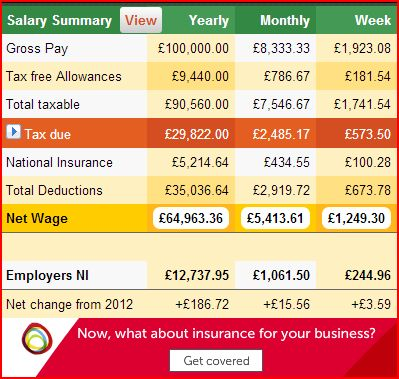 Salary Summary View Yearly Monthly Week
Gross Pay £100,000.00 £8,333.33 £1,923.08
Tax free Allowances £9,440.00 £786.67 £181.54
Total taxable £90,560.00 £7,546.67 £1,741.54
Tax due £29,822.00 £2,485.17 £573.50
National Insurance £5,214.64 £434.55 £100.28
Total Deductions £35,036.64 £2,919.72 £673.78
Net Wage £64,963.36 £5,413.61 £1,249.30
Employers NI £12,737.95 £1,061.50 £244.96
Net change from 2012 +£186.72 +£15.56 +£3.59
Now, what about insurance for your business?
Get covered